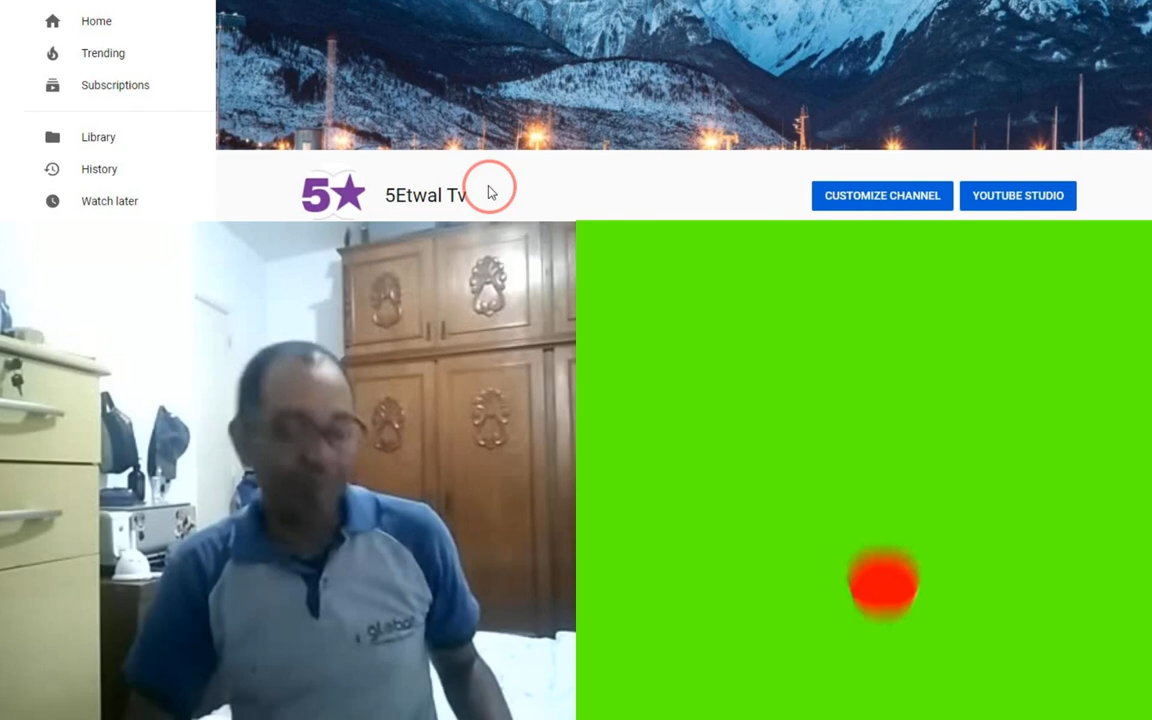 Home
Trending
Subscriptions
Library
History
Watch later
5★
5Etwal Tv
CUSTOMIZE CHANNEL
YOUTUBE STUDIO
global